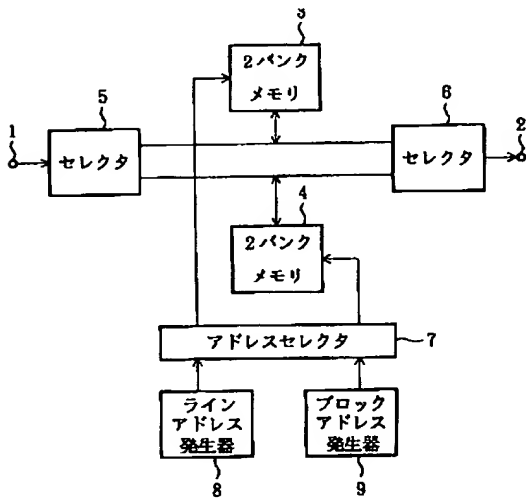 3
2バンク
メモリ
5
セレクタ
6
セレクタ
1
2
4
2バンク
メモリ
アドレスセレクタ
7
ライン
アドレス
発生器
8
ブロック
アドレス
発生器
9